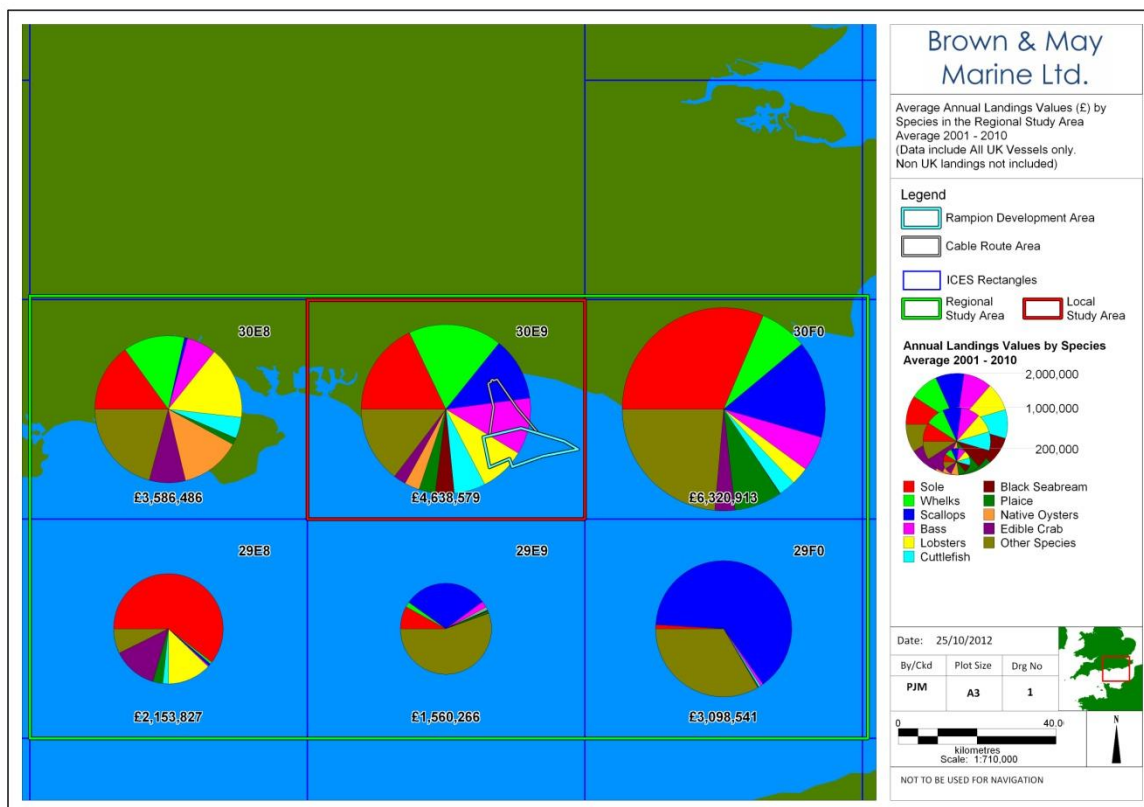 30E8
30E9
30F0
£3,586,486
£4,638,579
£6,320,913
29E8
29E9
29F0
£2,153,827
£1,560,266
£3,098,541
Brown & May
Marine Ltd.
Average Annual Landings Values (£) by
Species in the Regional Study Area
Average 2001 - 2010
(Data include All UK Vessels only.
Non UK landings not included)
Legend
Rampion Development Area
Cable Route Area
ICES Rectangles
Regional Study Area
Local Study Area
Annual Landings Values by Species
Average 2001 - 2010
2,000,000
1,000,000
200,000
Sole
Whelks
Scallops
Bass
Lobsters
Cuttlefish
Black Seabream
Plaice
Native Oysters
Edible Crab
Other Species
Date: 25/10/2012
By/Ckd Plot Size Drg No
PJM A3 1
0 40.0
kilometres
Scale: 1:710,000
N
NOT TO BE USED FOR NAVIGATION